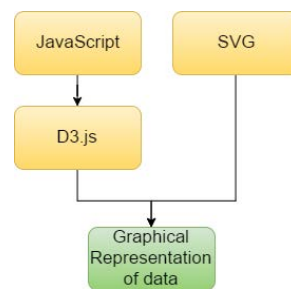 JavaScript
SVG
D3.js
Graphical
Representation
of data